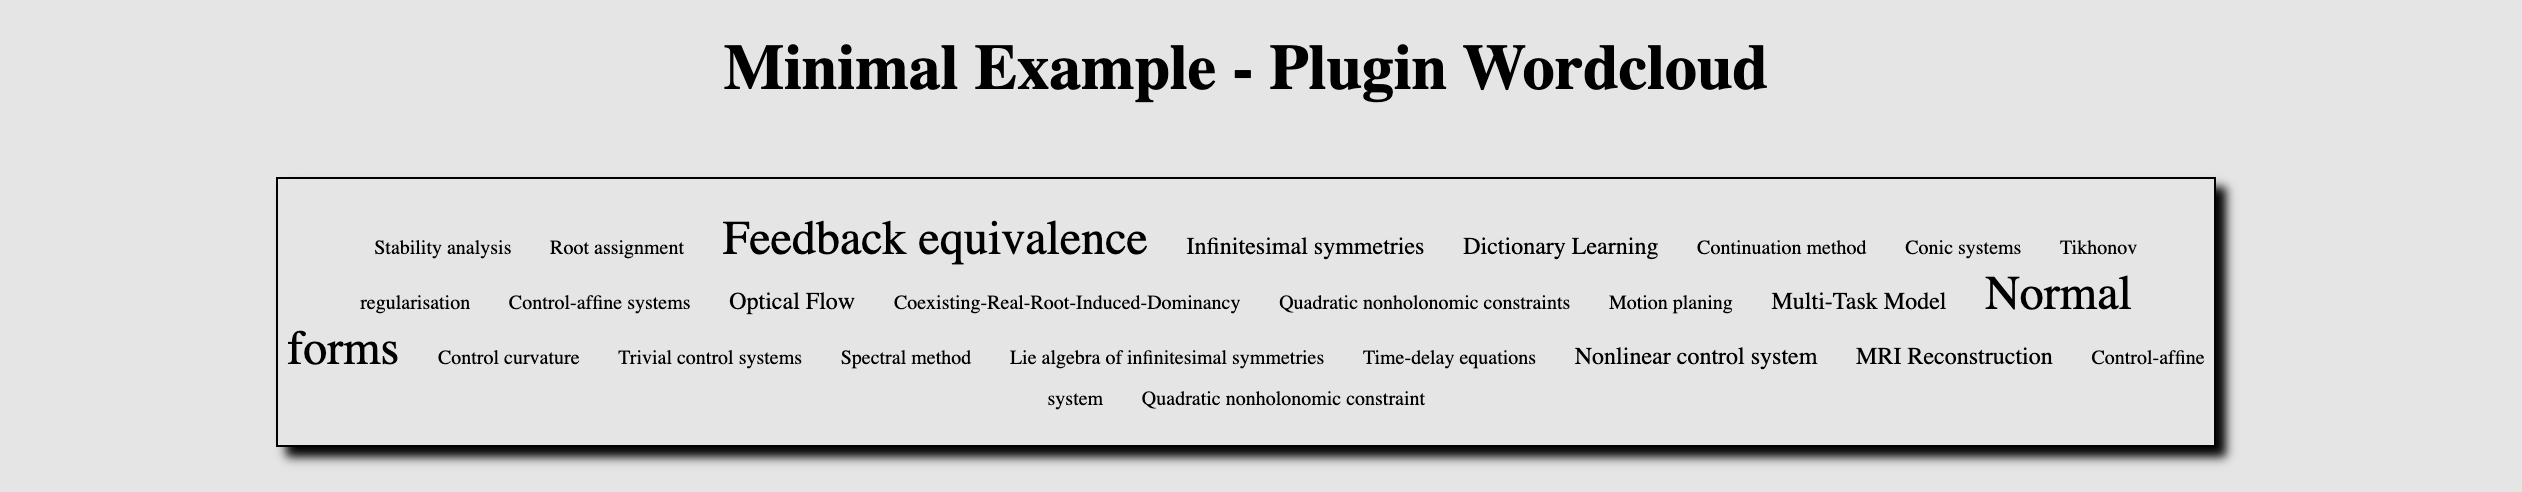 Minimal Example - Plugin Wordcloud
Stability analysis Root assignment Feedback equivalence Infinitesimal symmetries Dictionary Learning Continuation method Conic systems Tikhonov
regularisation Control-affine systems Optical Flow Coexisting-Real-Root-Induced-Dominancy Quadratic nonholonomic constraints Motion planing Multi-Task Model Normal
forms Control curvature Trivial control systems Spectral method Lie algebra of infinitesimal symmetries Time-delay equations Nonlinear control system MRI Reconstruction Control-affine
system Quadratic nonholonomic constraint